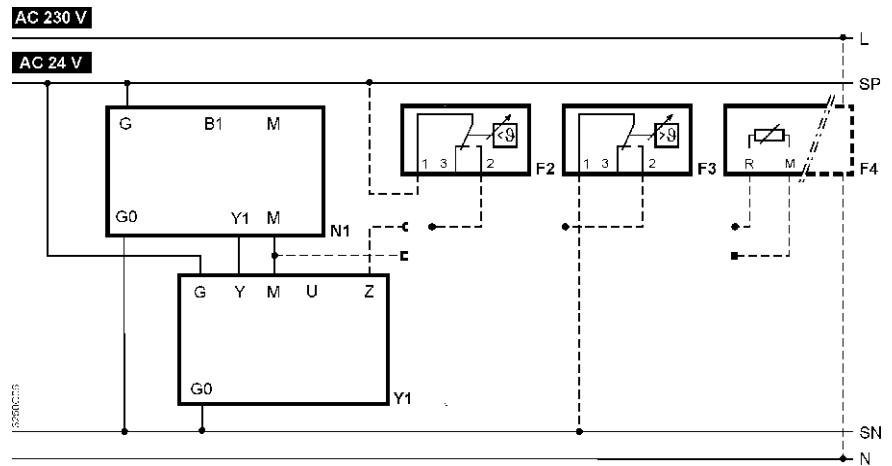 AC 230 V
L
AC 24 V
SP
G B1 M
G0 Y1 M
N1
<ϑ
1 3 2
F2
>ϑ
1 3 2
F3
R M
F4
G Y M U Z
G0
Y1
SN
N